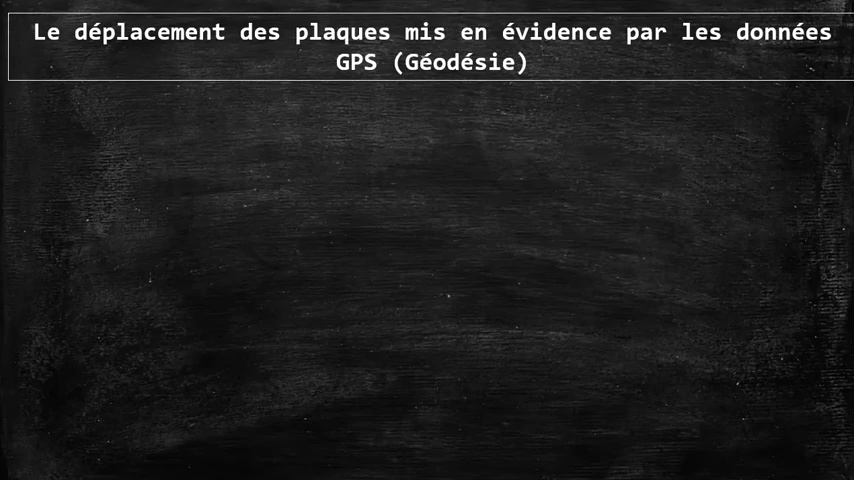 Le déplacement des plaques mis en évidence par les données
GPS (Géodésie)